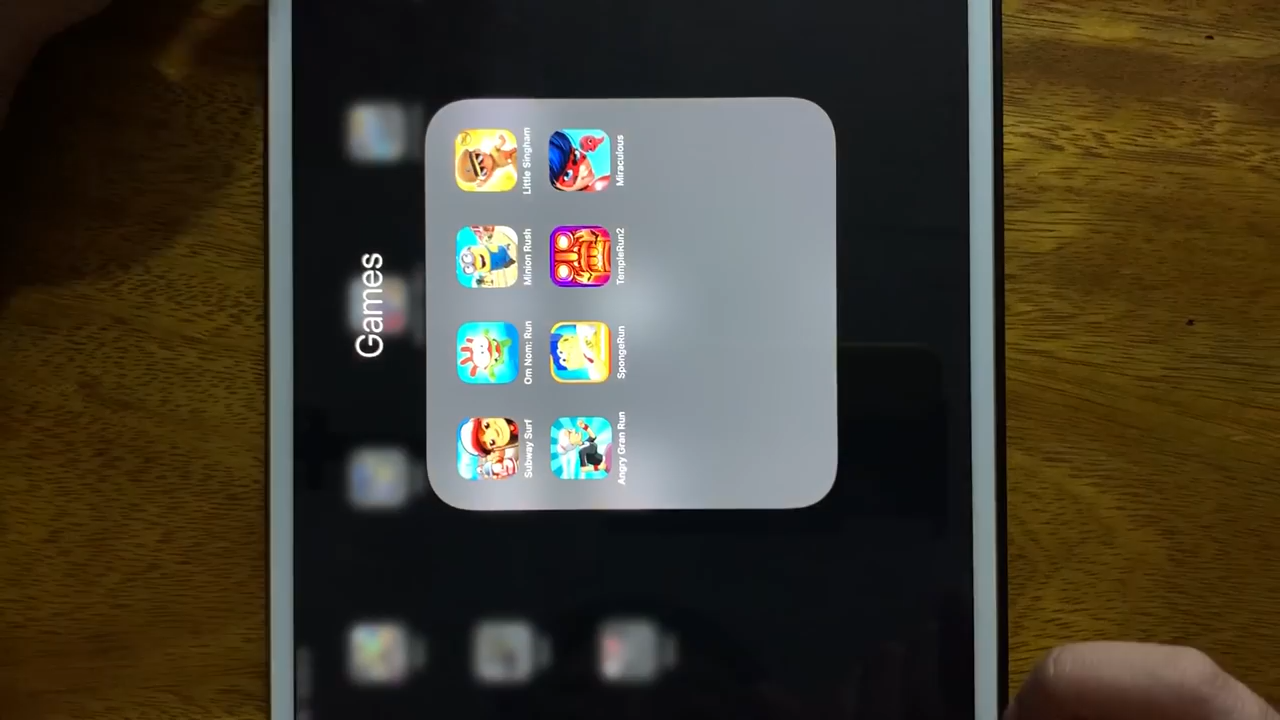 Games
Subway Surf
Om Nom: Run
Minion Rush
Little Singham
Angry Gran Run
SpongeRun
TempleRun2
Miraculous